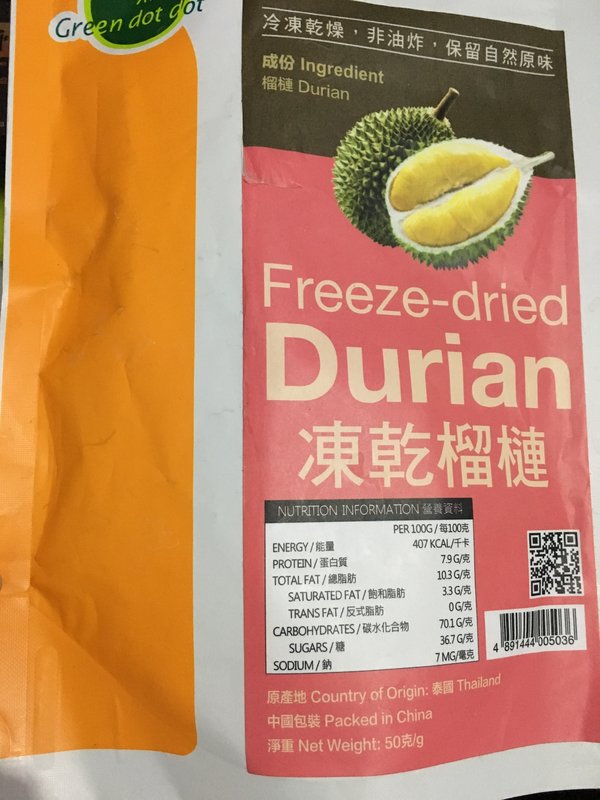 Green dot dot
冷凍乾燥，非油炸，保留自然原味
成份 Ingredient
榴槤 Durian
Freeze-dried
Durian
凍乾榴槤
NUTRITION INFORMATION 營養資料
PER 100G / 每100克
ENERGY / 能量 407 KCAL/千卡
PROTEIN / 蛋白質 7.9 G/克
TOTAL FAT / 總脂肪 10.3 G/克
SATURATED FAT / 飽和脂肪 3.3 G/克
TRANS FAT / 反式脂肪 0 G/克
CARBOHYDRATES / 碳水化合物 70.1 G/克
SUGARS / 糖 36.7 G/克
SODIUM / 鈉 7 MG/毫克
4 891444 005036
原產地 Country of Origin: 泰國 Thailand
中國包裝 Packed in China
淨重 Net Weight: 50克/g